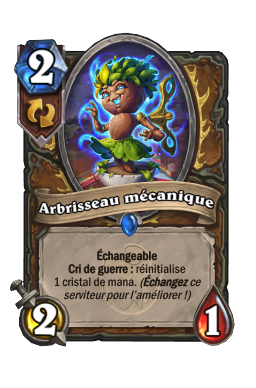 2
Arbrisseau mécanique
Échangeable
Cri de guerre : réinitialise
1 cristal de mana. (Échangez ce
serviteur pour l'améliorer !)
2
1